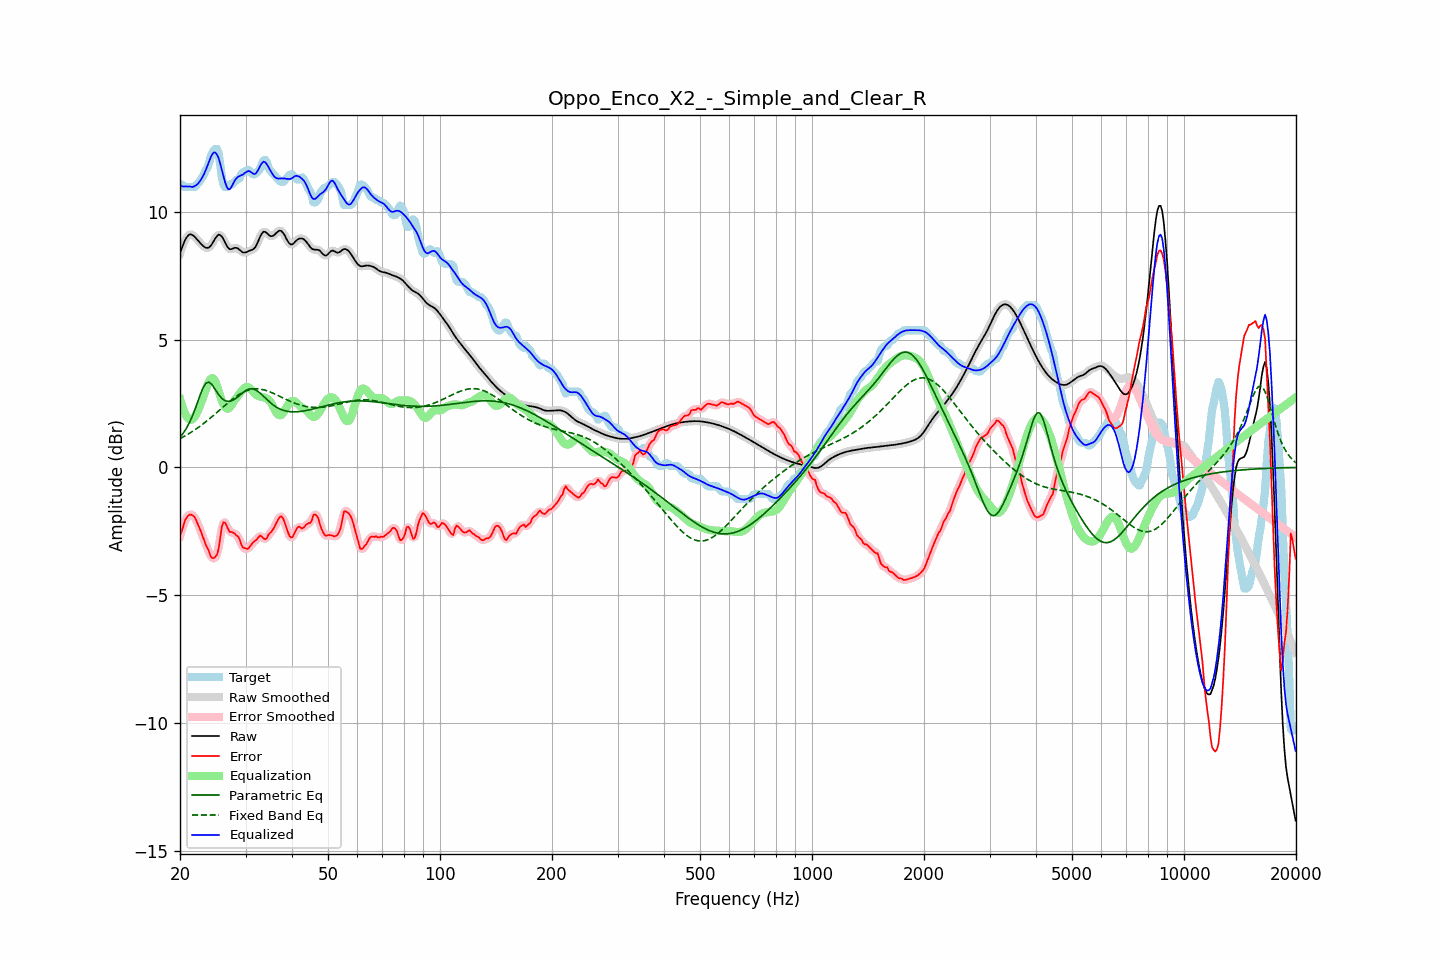 Oppo_Enco_X2_-_Simple_and_Clear_R
Amplitude (dBr)
10
5
0
−5
−10
−15
Target
Raw Smoothed
Error Smoothed
Raw
Error
Equalization
Parametric Eq
Fixed Band Eq
Equalized
20 50 100 200 500 1000 2000 5000 10000 20000
Frequency (Hz)